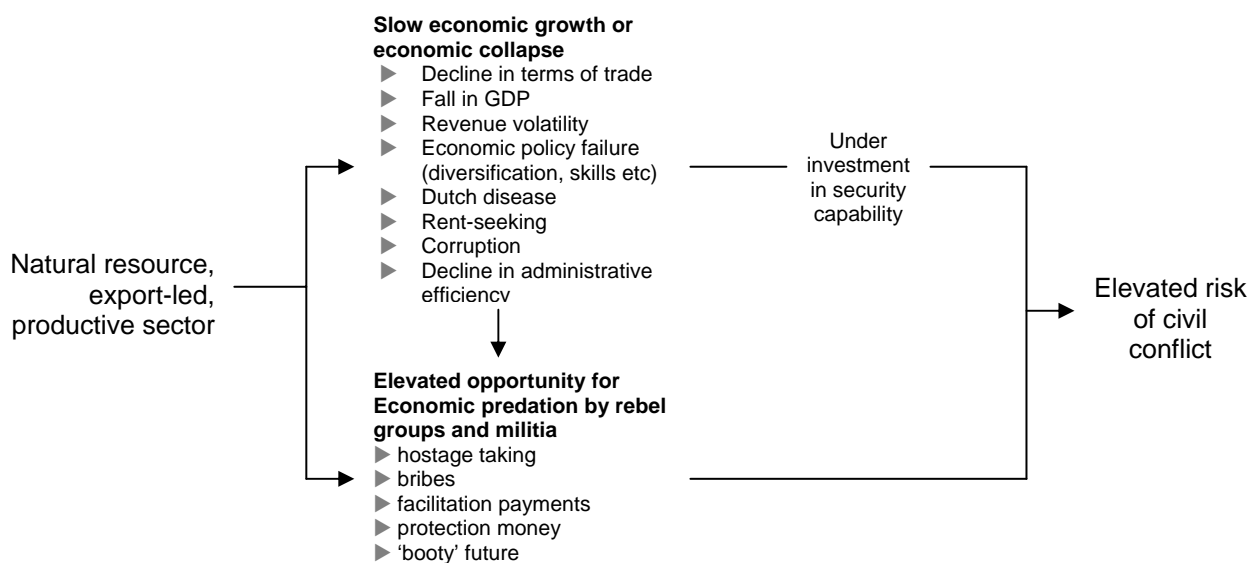 Natural resource,
export-led,
productive sector
Slow economic growth or
economic collapse
Decline in terms of trade
Fall in GDP
Revenue volatility
Economic policy failure
(diversification, skills etc)
Dutch disease
Rent-seeking
Corruption
Decline in administrative
efficiency
Elevated opportunity for
Economic predation by rebel
groups and militia
hostage taking
bribes
facilitation payments
protection money
‘booty’ future
Under
investment
in security
capability
Elevated risk
of civil
conflict